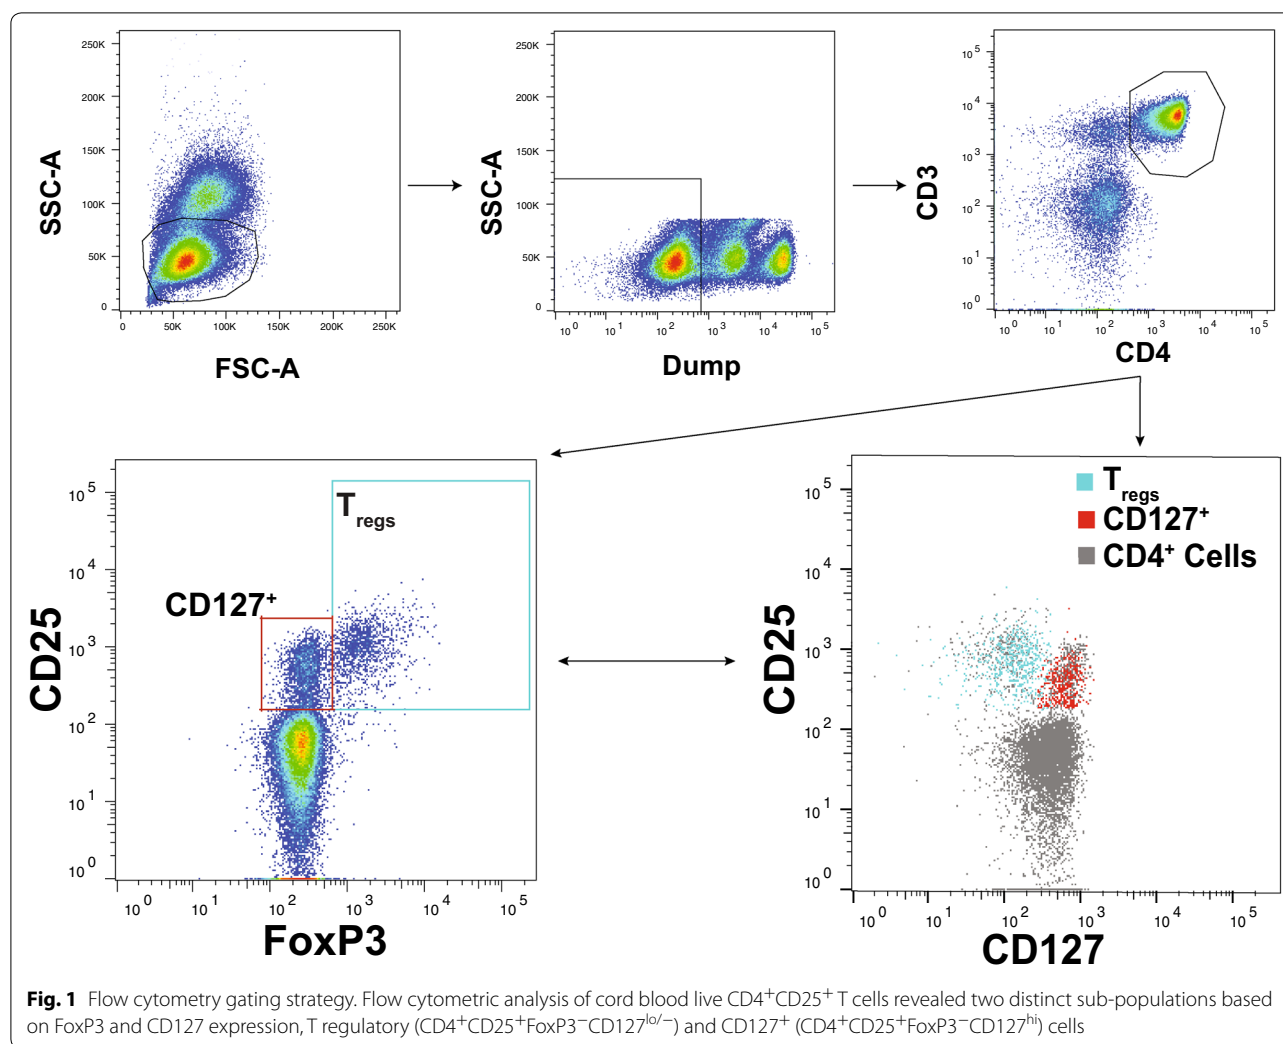 250K
200K
150K
100K
50K
0
SSC-A
0 50K 100K 150K 200K 250K
FSC-A
250K
200K
150K
100K
50K
0
SSC-A
10^0 10^1 10^2 10^3 10^4 10^5
Dump
10^5
10^4
10^3
10^2
10^1
10^0
CD3
10^0 10^1 10^2 10^3 10^4 10^5
CD4
10^5
10^4
10^3
10^2
10^1
10^0
CD25
T_regs
CD127^+
10^0 10^1 10^2 10^3 10^4 10^5
FoxP3
10^5
10^4
10^3
10^2
10^1
10^0
CD25
T_regs
CD127^+
CD4^+ Cells
10^0 10^1 10^2 10^3 10^4 10^5
CD127
Fig. 1 Flow cytometry gating strategy. Flow cytometric analysis of cord blood live CD4^+CD25^+ T cells revealed two distinct sub-populations based
on FoxP3 and CD127 expression, T regulatory (CD4^+CD25^+FoxP3^−CD127^lo/−) and CD127^+ (CD4^+CD25^+FoxP3^−CD127^hi) cells